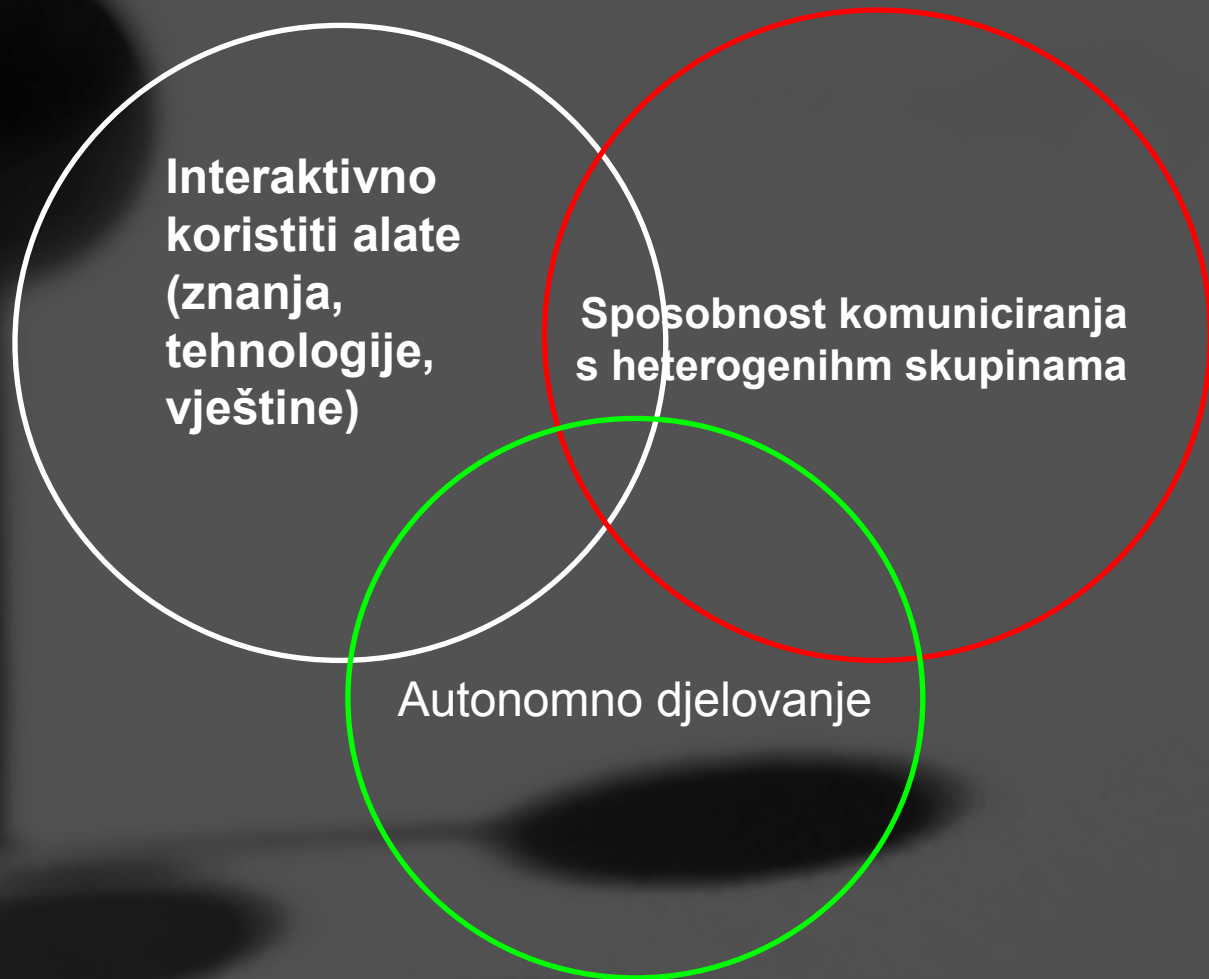 Interaktivno
koristiti alate
(znanja,
tehnologije,
vještine)
Sposobnost komuniciranja
s heterogenihm skupinama
Autonomno djelovanje